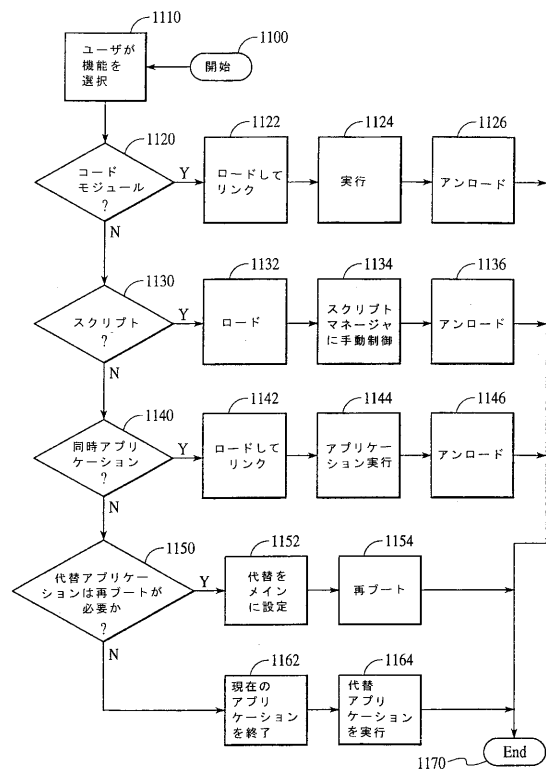 1110
1100
ユーザが
機能を
選択
開始
1120
1122
1124
1126
コード
モジュール
?
Y
ロードして
リンク
実行
アンロード
N
1130
1132
1134
1136
スクリプト
?
Y
ロード
スクリプト
マネージャ
に手動制御
アンロード
N
1140
1142
1144
1146
同時アプリ
ケーション
?
Y
ロードして
リンク
アプリ
ケーション実行
アンロード
N
1150
1152
1154
代替アプリケー
ションは再ブートが
必要か
?
Y
代替を
メイン
に設定
再ブート
N
1162
1164
現在の
アプリ
ケーション
を終了
代替
アプリ
ケーション
を実行
End
1170